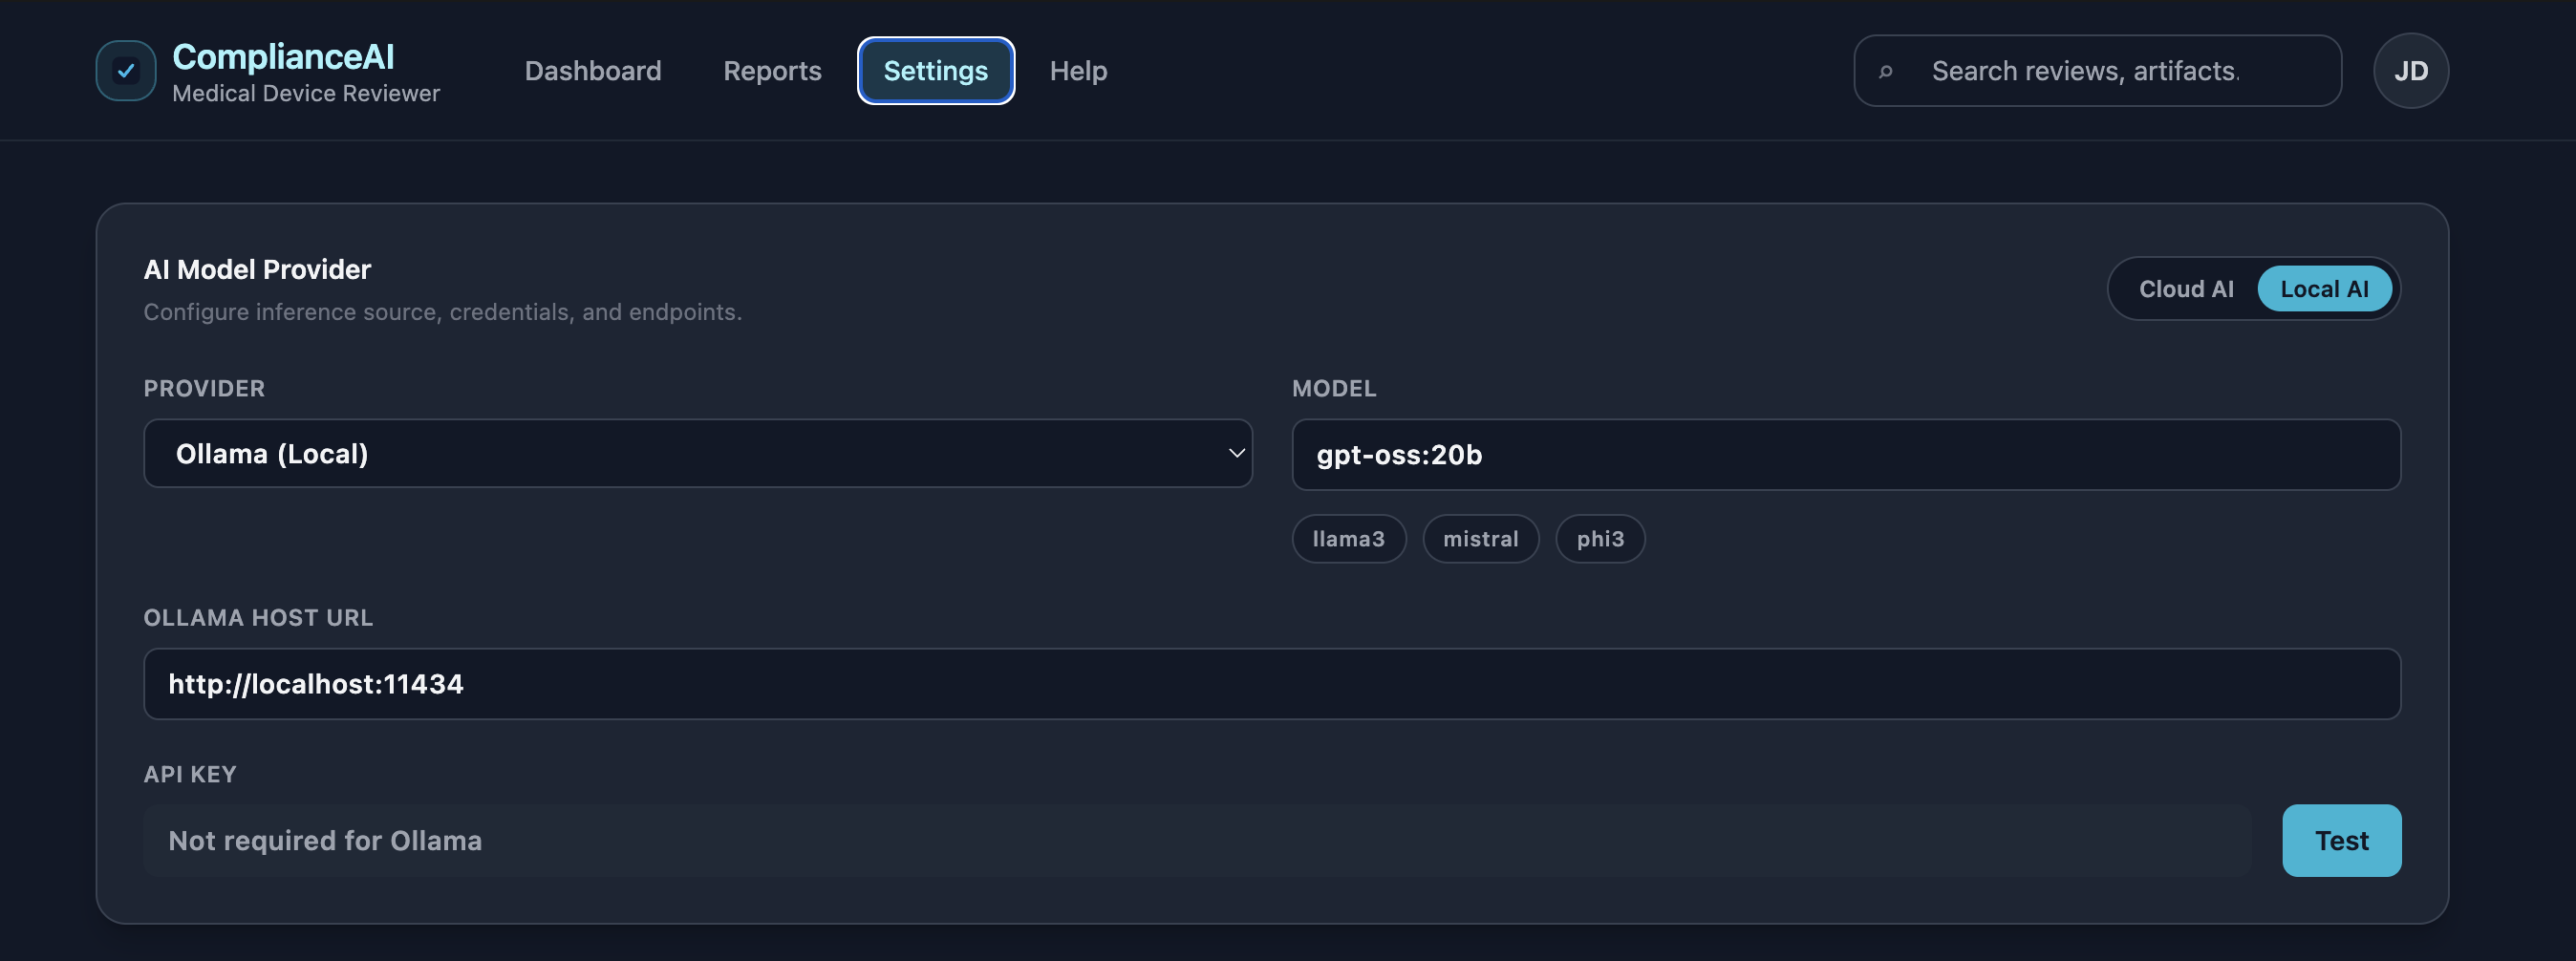 ComplianceAI
Medical Device Reviewer
Dashboard
Reports
Settings
Help
Search reviews, artifacts.
JD
AI Model Provider
Configure inference source, credentials, and endpoints.
Cloud AI
Local AI
PROVIDER
MODEL
Ollama (Local)
gpt-oss:20b
llama3
mistral
phi3
OLLAMA HOST URL
http://localhost:11434
API KEY
Not required for Ollama
Test